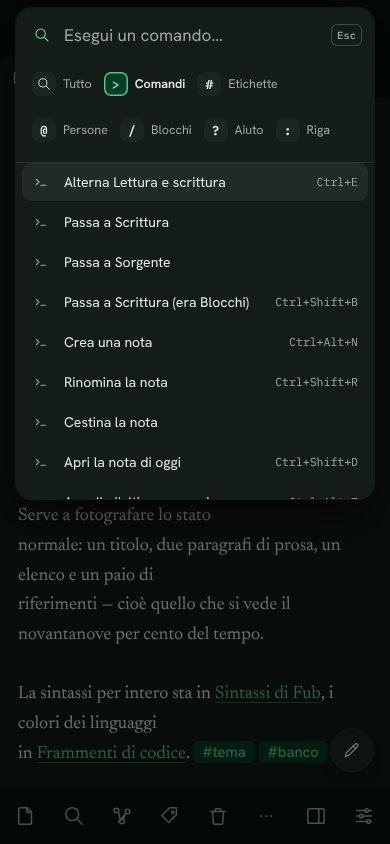 Esegui un comando... Esc
Tutto > Comandi # Etichette
@ Persone / Blocchi ? Aiuto : Riga
Alterna Lettura e scrittura Ctrl+E
Passa a Scrittura
Passa a Sorgente
Passa a Scrittura (era Blocchi) Ctrl+Shift+B
Crea una nota Ctrl+Alt+N
Rinomina la nota Ctrl+Shift+R
Cestina la nota
Apri la nota di oggi Ctrl+Shift+D
Serve a fotografare lo stato
normale: un titolo, due paragrafi di prosa, un
elenco e un paio di
riferimenti — cioè quello che si vede il
novantanove per cento del tempo.
La sintassi per intero sta in Sintassi di Fub, i
colori dei linguaggi
in Frammenti di codice. #tema #banco